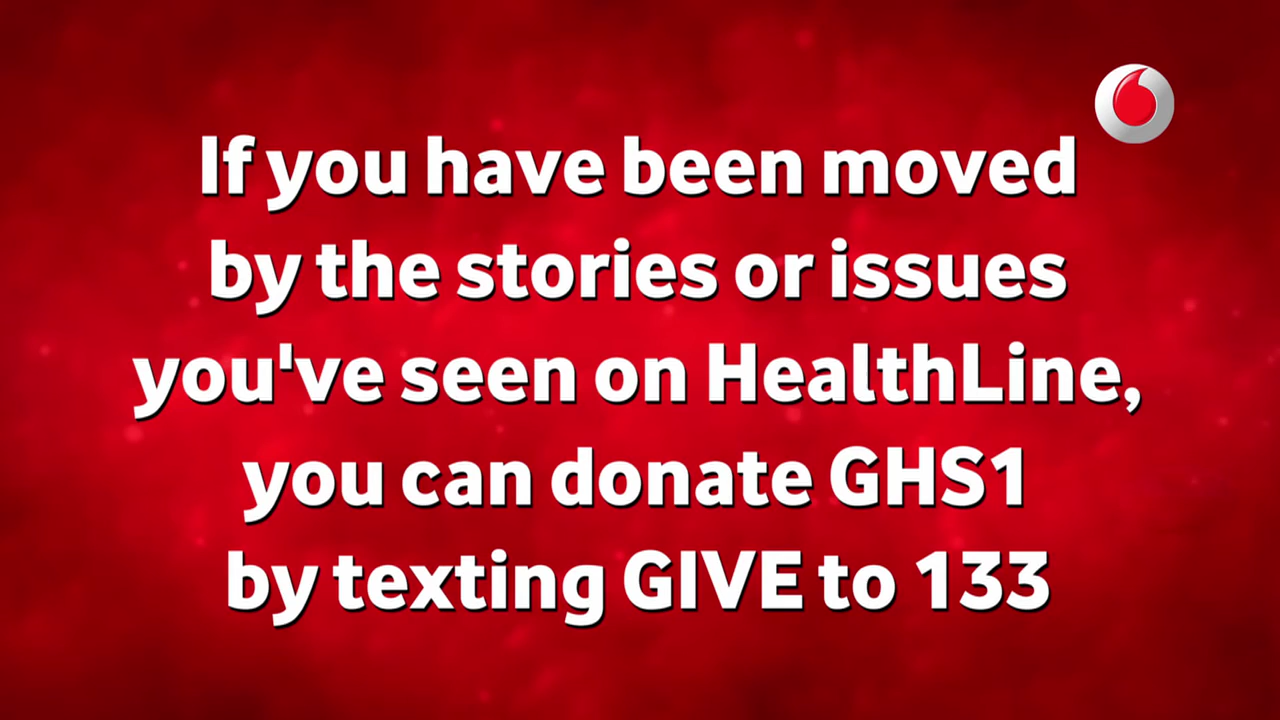 If you have been moved
by the stories or issues
you've seen on HealthLine,
you can donate GHS1
by texting GIVE to 133